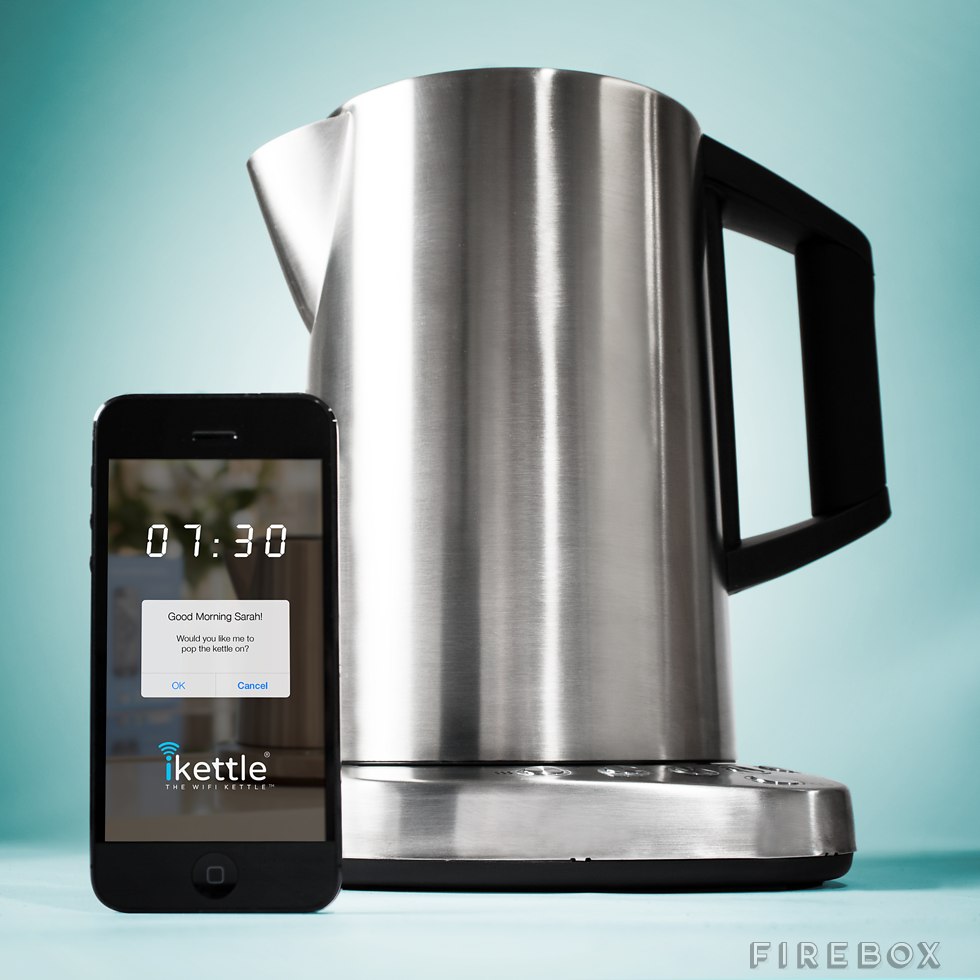 07:30
Good Morning Sarah!
Would you like me to
pop the kettle on?
OK Cancel
ikettle®
THE WIFI KETTLE™
FIREBOX